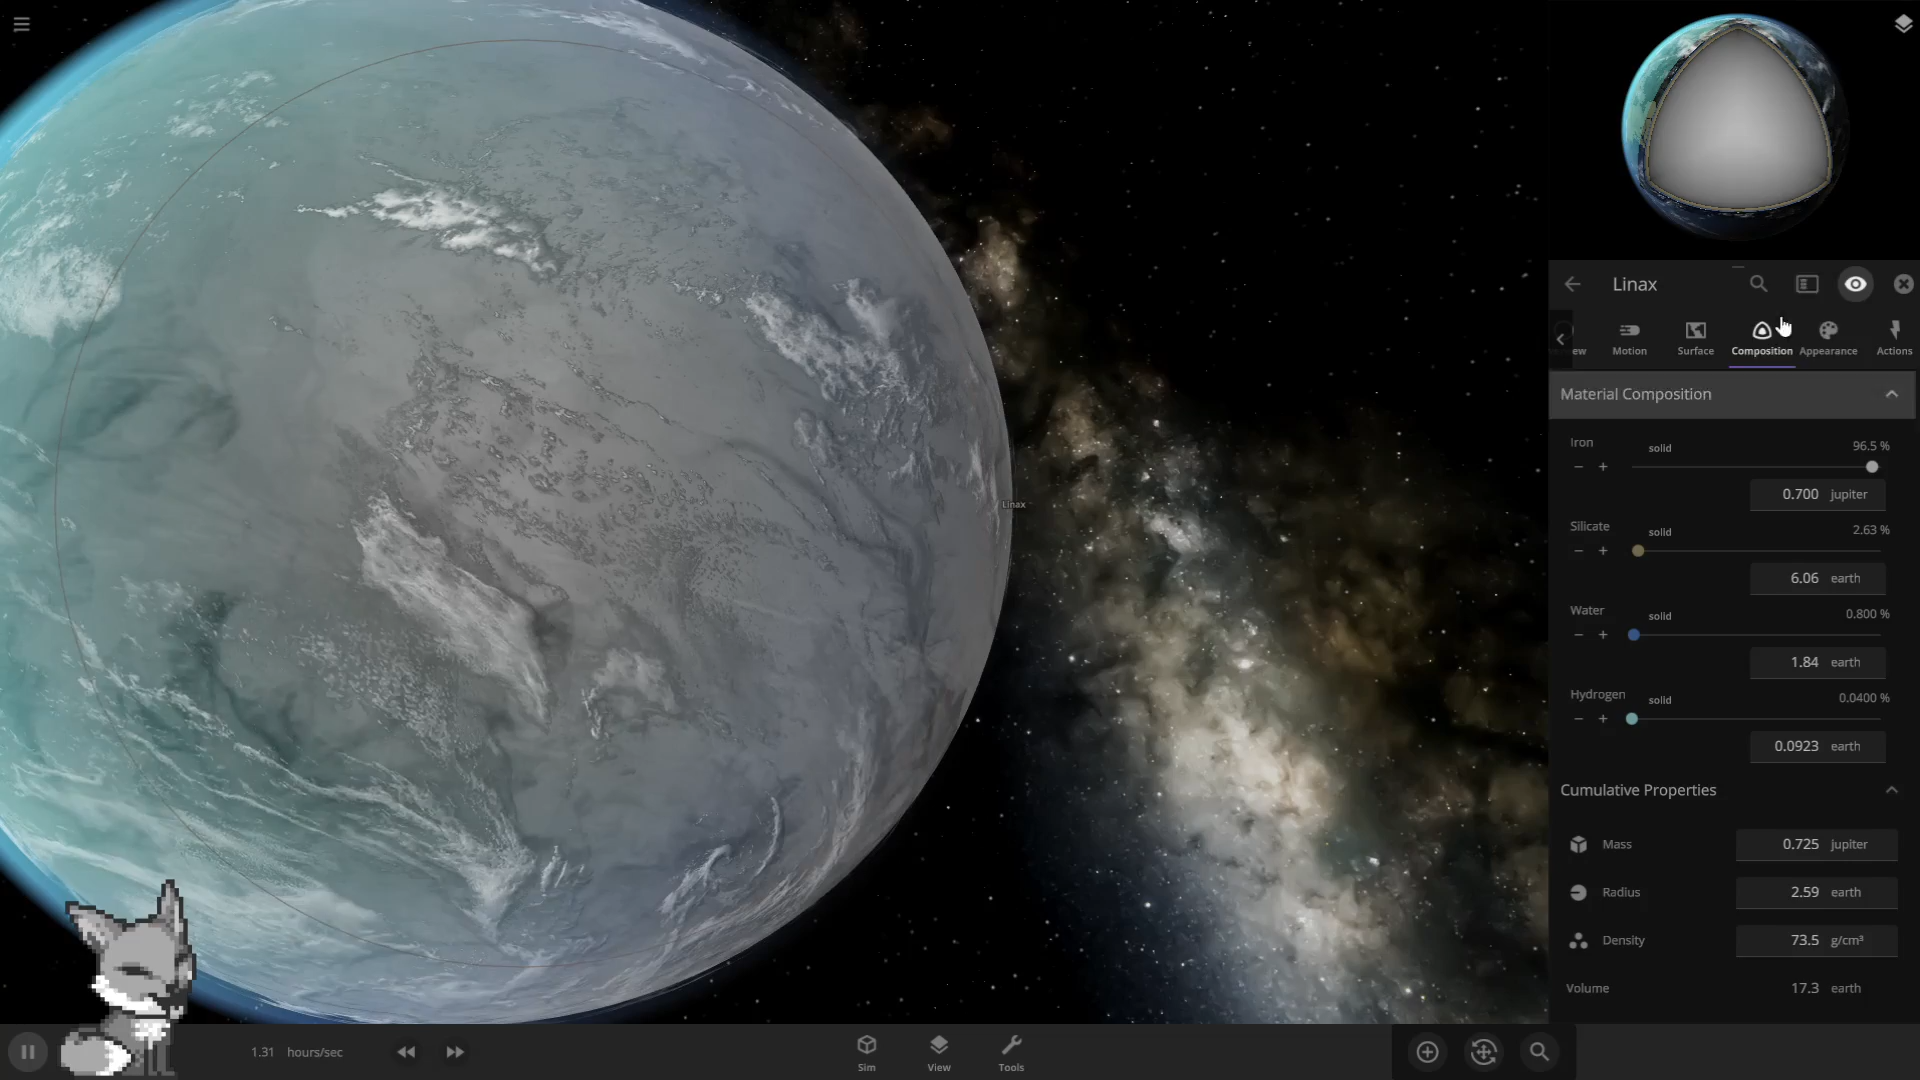 Linax
ew
Motion
Surface
Composition
Appearance
Actions
Material Composition
Iron
solid
96.5 %
0.700 jupiter
Silicate
solid
2.63 %
6.06 earth
Water
solid
0.800 %
1.84 earth
Hydrogen
solid
0.0400 %
0.0923 earth
Cumulative Properties
Mass 0.725 jupiter
Radius 2.59 earth
Density 73.5 g/cm³
Volume 17.3 earth
Linax
1.31 hours/sec
Sim
View
Tools